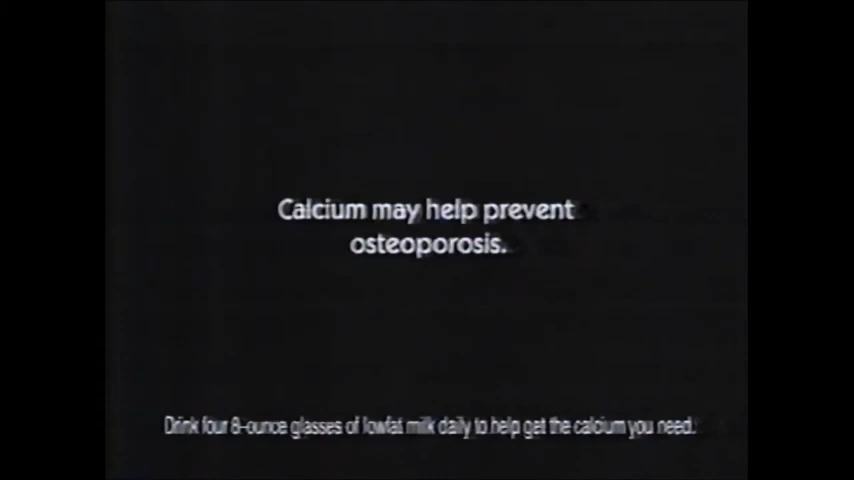 Calcium may help prevent
osteoporosis.
Drink four 8-ounce glasses of lowfat milk daily to help get the calcium you need.